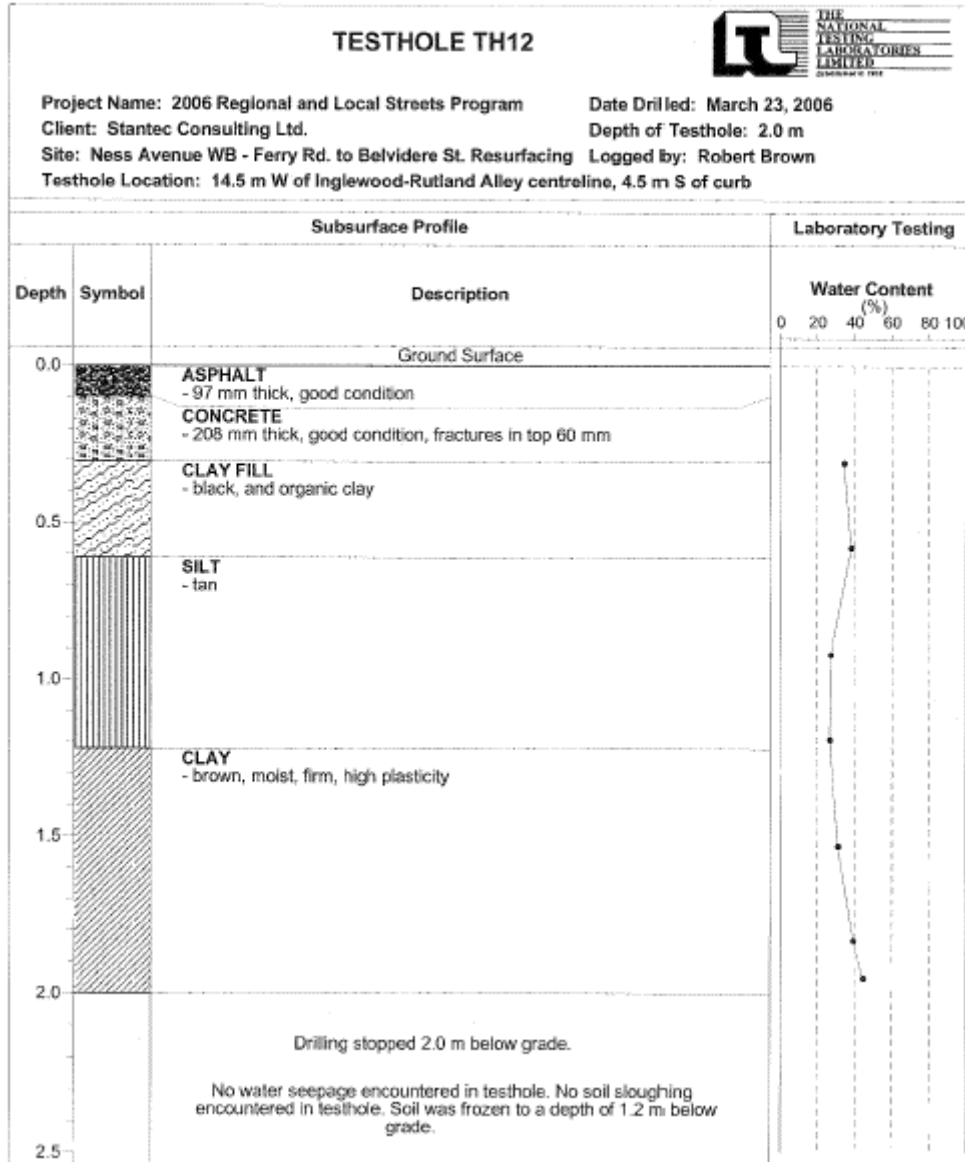 TESTHOLE TH12
THE
NATIONAL
TESTING
LABORATORIES
LIMITED
Project Name: 2006 Regional and Local Streets Program
Date Drilled: March 23, 2006
Client: Stantec Consulting Ltd.
Depth of Testhole: 2.0 m
Site: Ness Avenue WB - Ferry Rd. to Belvidere St. Resurfacing
Logged by: Robert Brown
Testhole Location: 14.5 m W of Inglewood-Rutland Alley centreline, 4.5 m S of curb
Subsurface Profile
Laboratory Testing
Depth
Symbol
Description
Water Content
(%)
0 20 40 60 80 100
Ground Surface
0.0
ASPHALT
- 97 mm thick, good condition
CONCRETE
- 208 mm thick, good condition, fractures in top 60 mm
CLAY FILL
- black, and organic clay
0.5
SILT
- tan
1.0
CLAY
- brown, moist, firm, high plasticity
1.5
2.0
Drilling stopped 2.0 m below grade.
No water seepage encountered in testhole. No soil sloughing
encountered in testhole. Soil was frozen to a depth of 1.2 m below
grade.
2.5